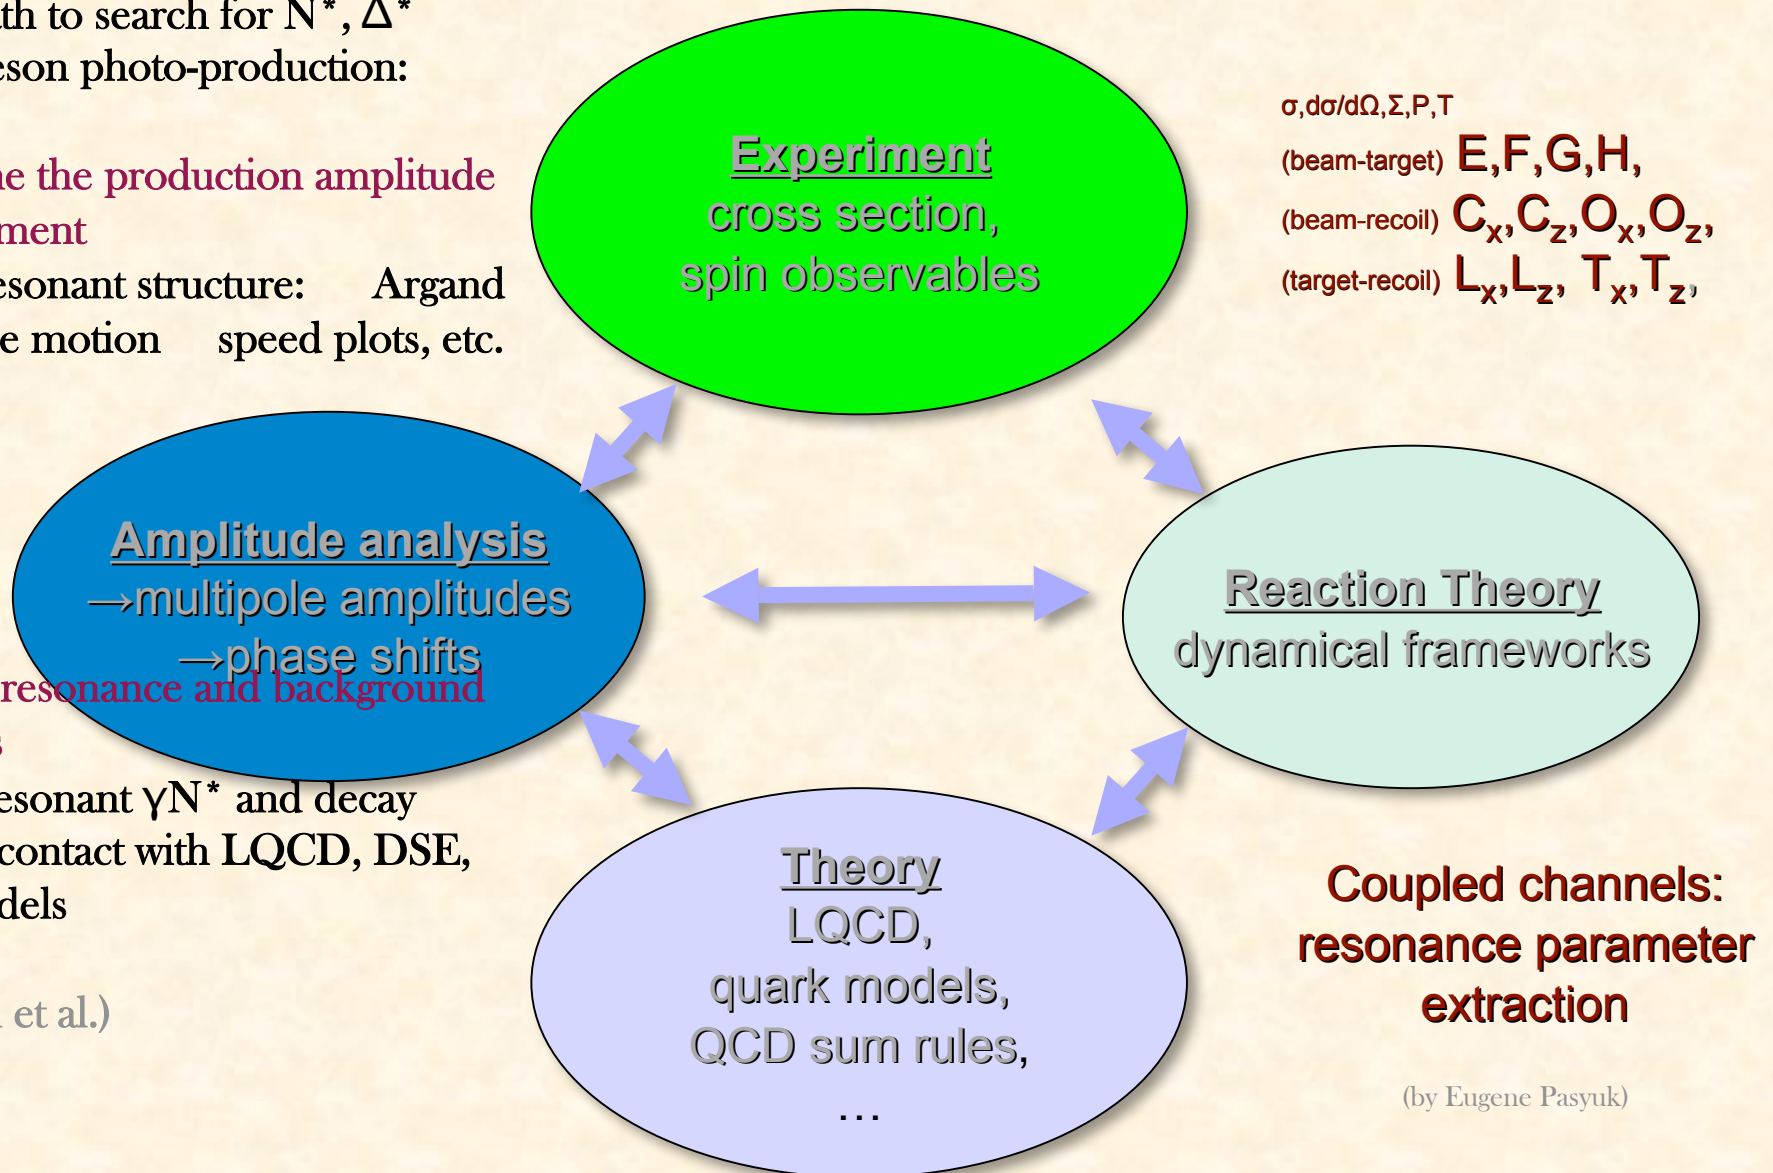 th to search for N*, Δ*
eson photo-production:
ne the production amplitude
ment
esonant structure: Argand
e motion speed plots, etc.
Experiment
cross section,
spin observables
σ,dσ/dΩ,Σ,P,T
(beam-target) E,F,G,H,
(beam-recoil) Cx,Cz,Ox,Oz,
(target-recoil) Lx,Lz, Tx,Tz,
Amplitude analysis
→multipole amplitudes
→phase shifts
resonance and background
s
esonant γN* and decay
contact with LQCD, DSE,
dels
et al.)
Reaction Theory
dynamical frameworks
Theory
LQCD,
quark models,
QCD sum rules,
…
Coupled channels:
resonance parameter
extraction
(by Eugene Pasyuk)